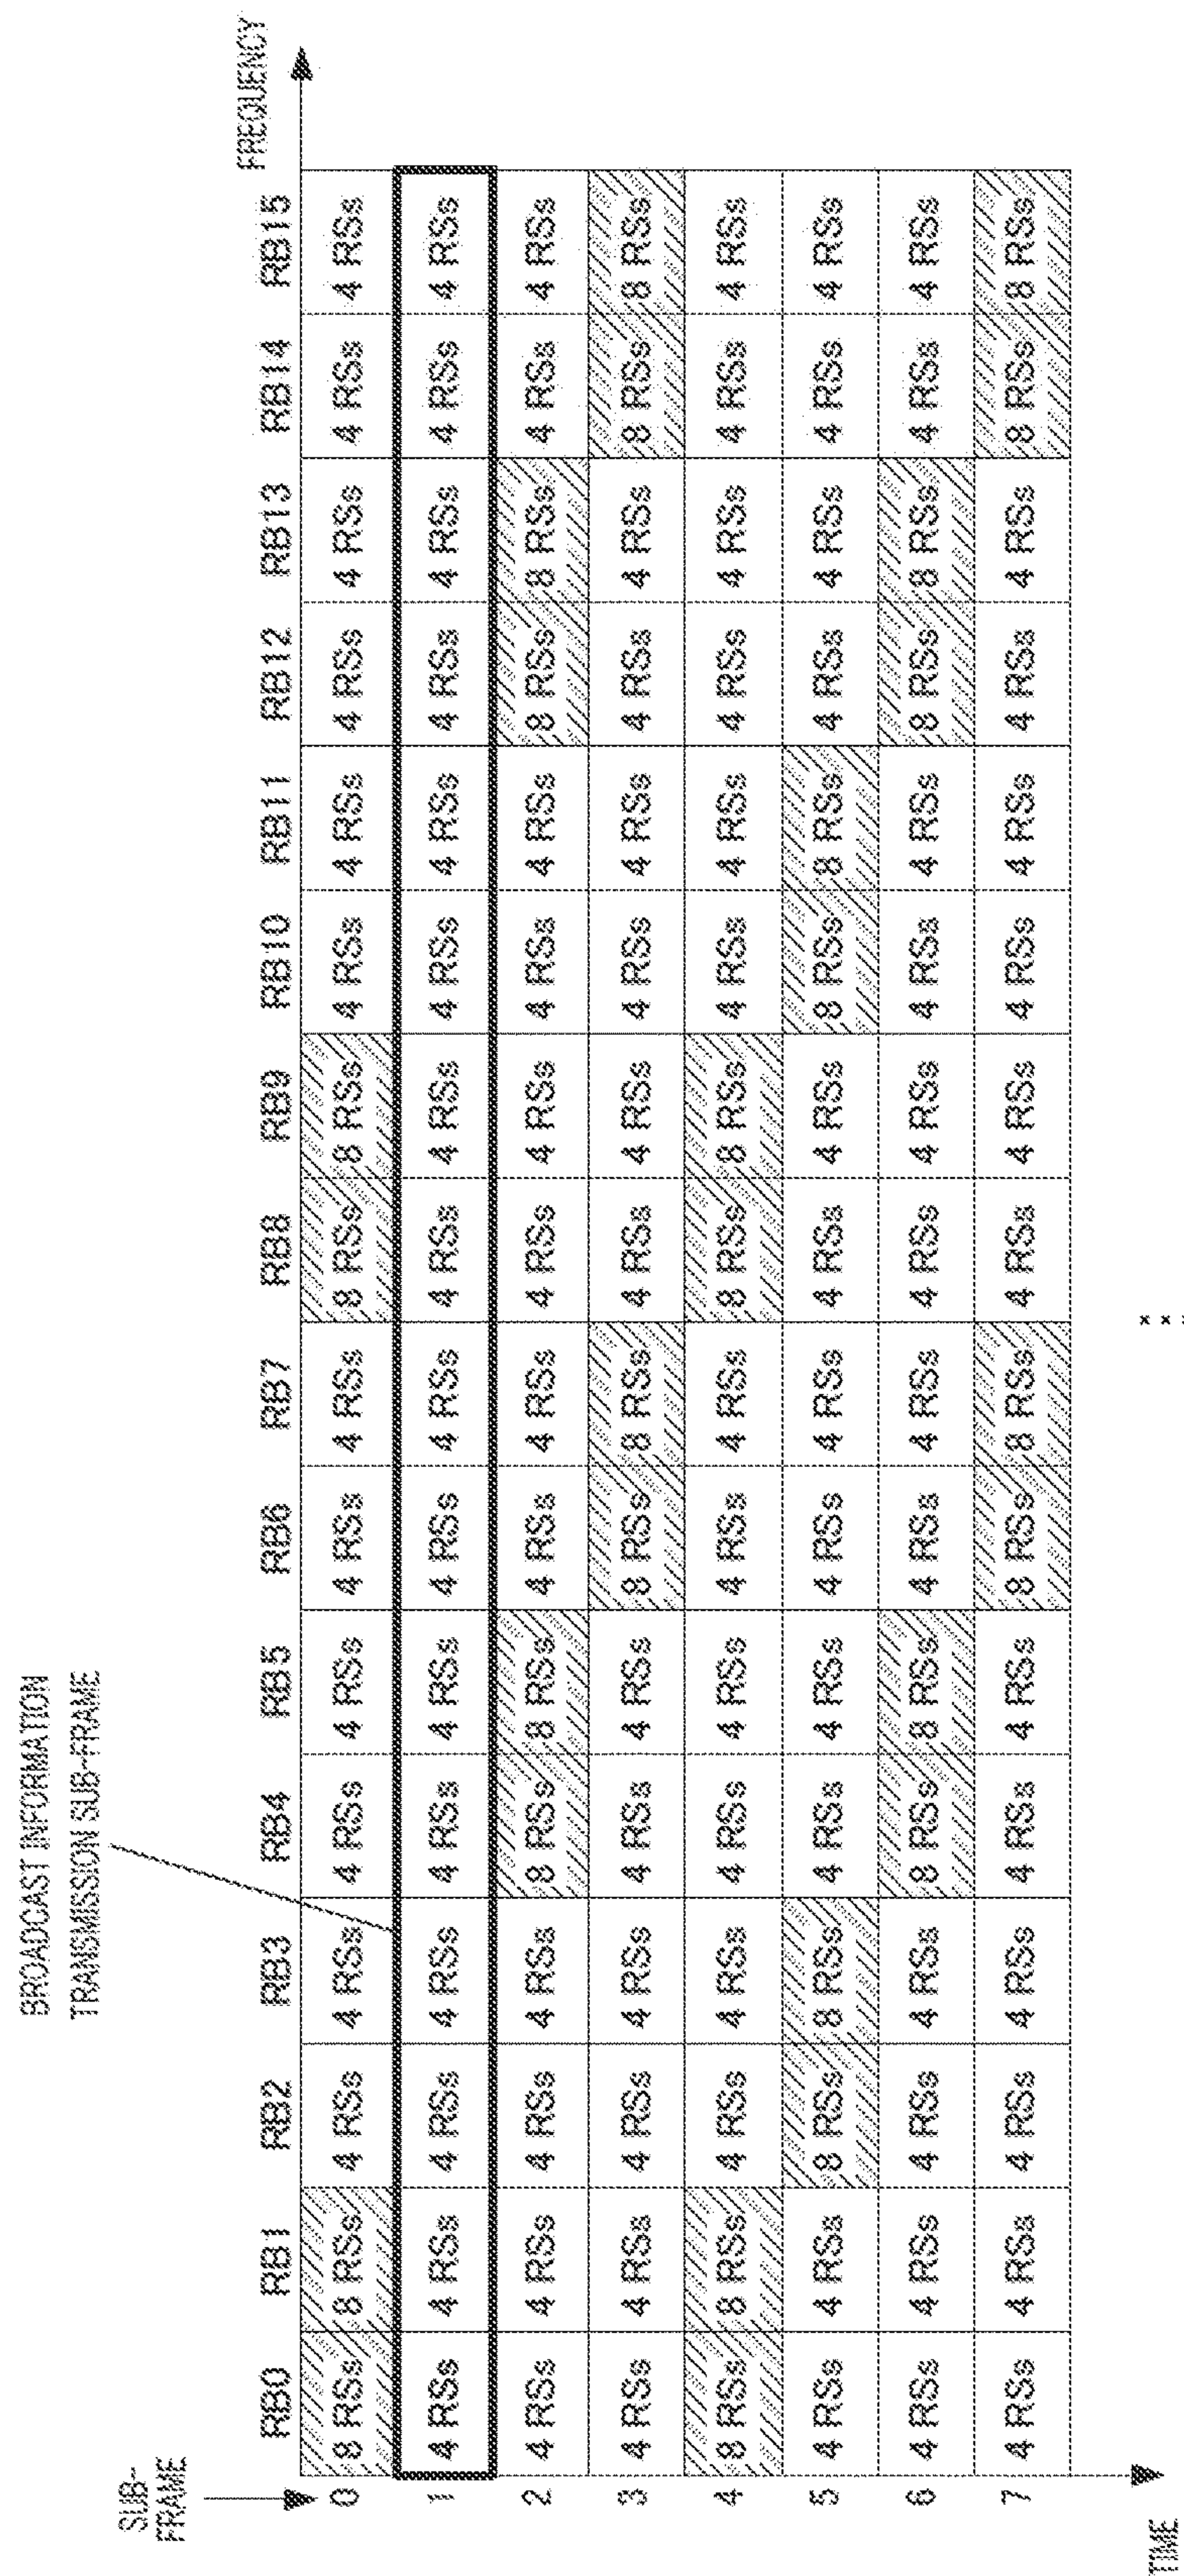 BROADCAST INFORMATION
TRANSMISSION SUB-FRAME
SUB-
FRAME
FREQUENCY
RB0 RB1 RB2 RB3 RB4 RB5 RB6 RB7 RB8 RB9 RB10 RB11 RB12 RB13 RB14 RB15
0 8 RSs 8 RSs 4 RSs 4 RSs 4 RSs 4 RSs 4 RSs 4 RSs 8 RSs 8 RSs 4 RSs 4 RSs 4 RSs 4 RSs 4 RSs 4 RSs
1 4 RSs 4 RSs 4 RSs 4 RSs 4 RSs 4 RSs 4 RSs 4 RSs 4 RSs 4 RSs 4 RSs 4 RSs 4 RSs 4 RSs 4 RSs 4 RSs
2 4 RSs 4 RSs 4 RSs 4 RSs 8 RSs 8 RSs 4 RSs 4 RSs 4 RSs 4 RSs 4 RSs 4 RSs 8 RSs 8 RSs 4 RSs 4 RSs
3 4 RSs 4 RSs 4 RSs 4 RSs 4 RSs 4 RSs 8 RSs 8 RSs 4 RSs 4 RSs 4 RSs 4 RSs 4 RSs 4 RSs 8 RSs 8 RSs
4 8 RSs 8 RSs 4 RSs 4 RSs 4 RSs 4 RSs 4 RSs 4 RSs 8 RSs 8 RSs 4 RSs 4 RSs 4 RSs 4 RSs 4 RSs 4 RSs
5 4 RSs 4 RSs 8 RSs 8 RSs 4 RSs 4 RSs 4 RSs 4 RSs 4 RSs 4 RSs 8 RSs 8 RSs 4 RSs 4 RSs 4 RSs 4 RSs
6 4 RSs 4 RSs 4 RSs 4 RSs 8 RSs 8 RSs 4 RSs 4 RSs 4 RSs 4 RSs 4 RSs 4 RSs 8 RSs 8 RSs 4 RSs 4 RSs
7 4 RSs 4 RSs 4 RSs 4 RSs 4 RSs 4 RSs 8 RSs 8 RSs 4 RSs 4 RSs 4 RSs 4 RSs 4 RSs 4 RSs 8 RSs 8 RSs
TIME